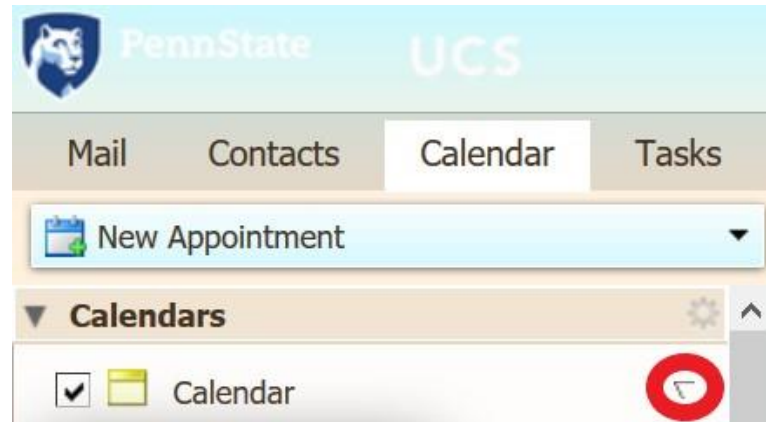 PennState UCS
Mail Contacts Calendar Tasks
New Appointment
Calendars
Calendar